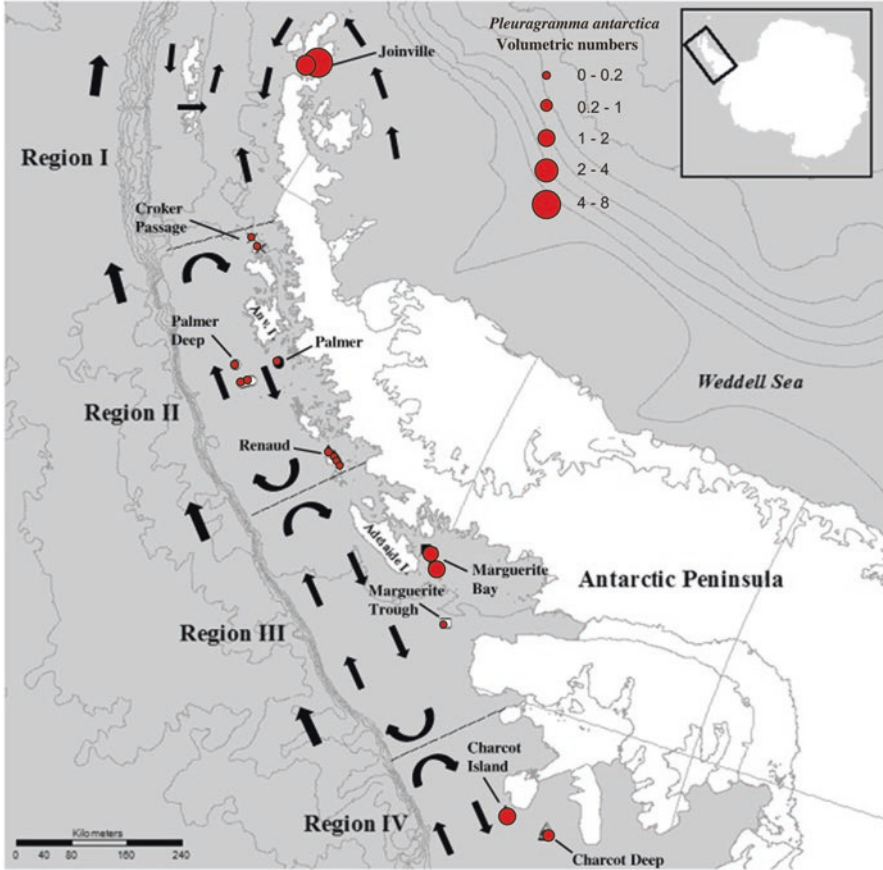 Pleuragramma antarctica
Volumetric numbers
0 - 0.2
0.2 - 1
1 - 2
2 - 4
4 - 8
Joinville
Region I
Croker
Passage
Anv. I.
Palmer
Deep
Palmer
Weddell Sea
Region II
Renaud
Adelaide I.
Marguerite
Bay
Antarctic Peninsula
Marguerite
Trough
Region III
Charcot
Island
Region IV
Charcot Deep
Kilometers
0 40 80 160 240